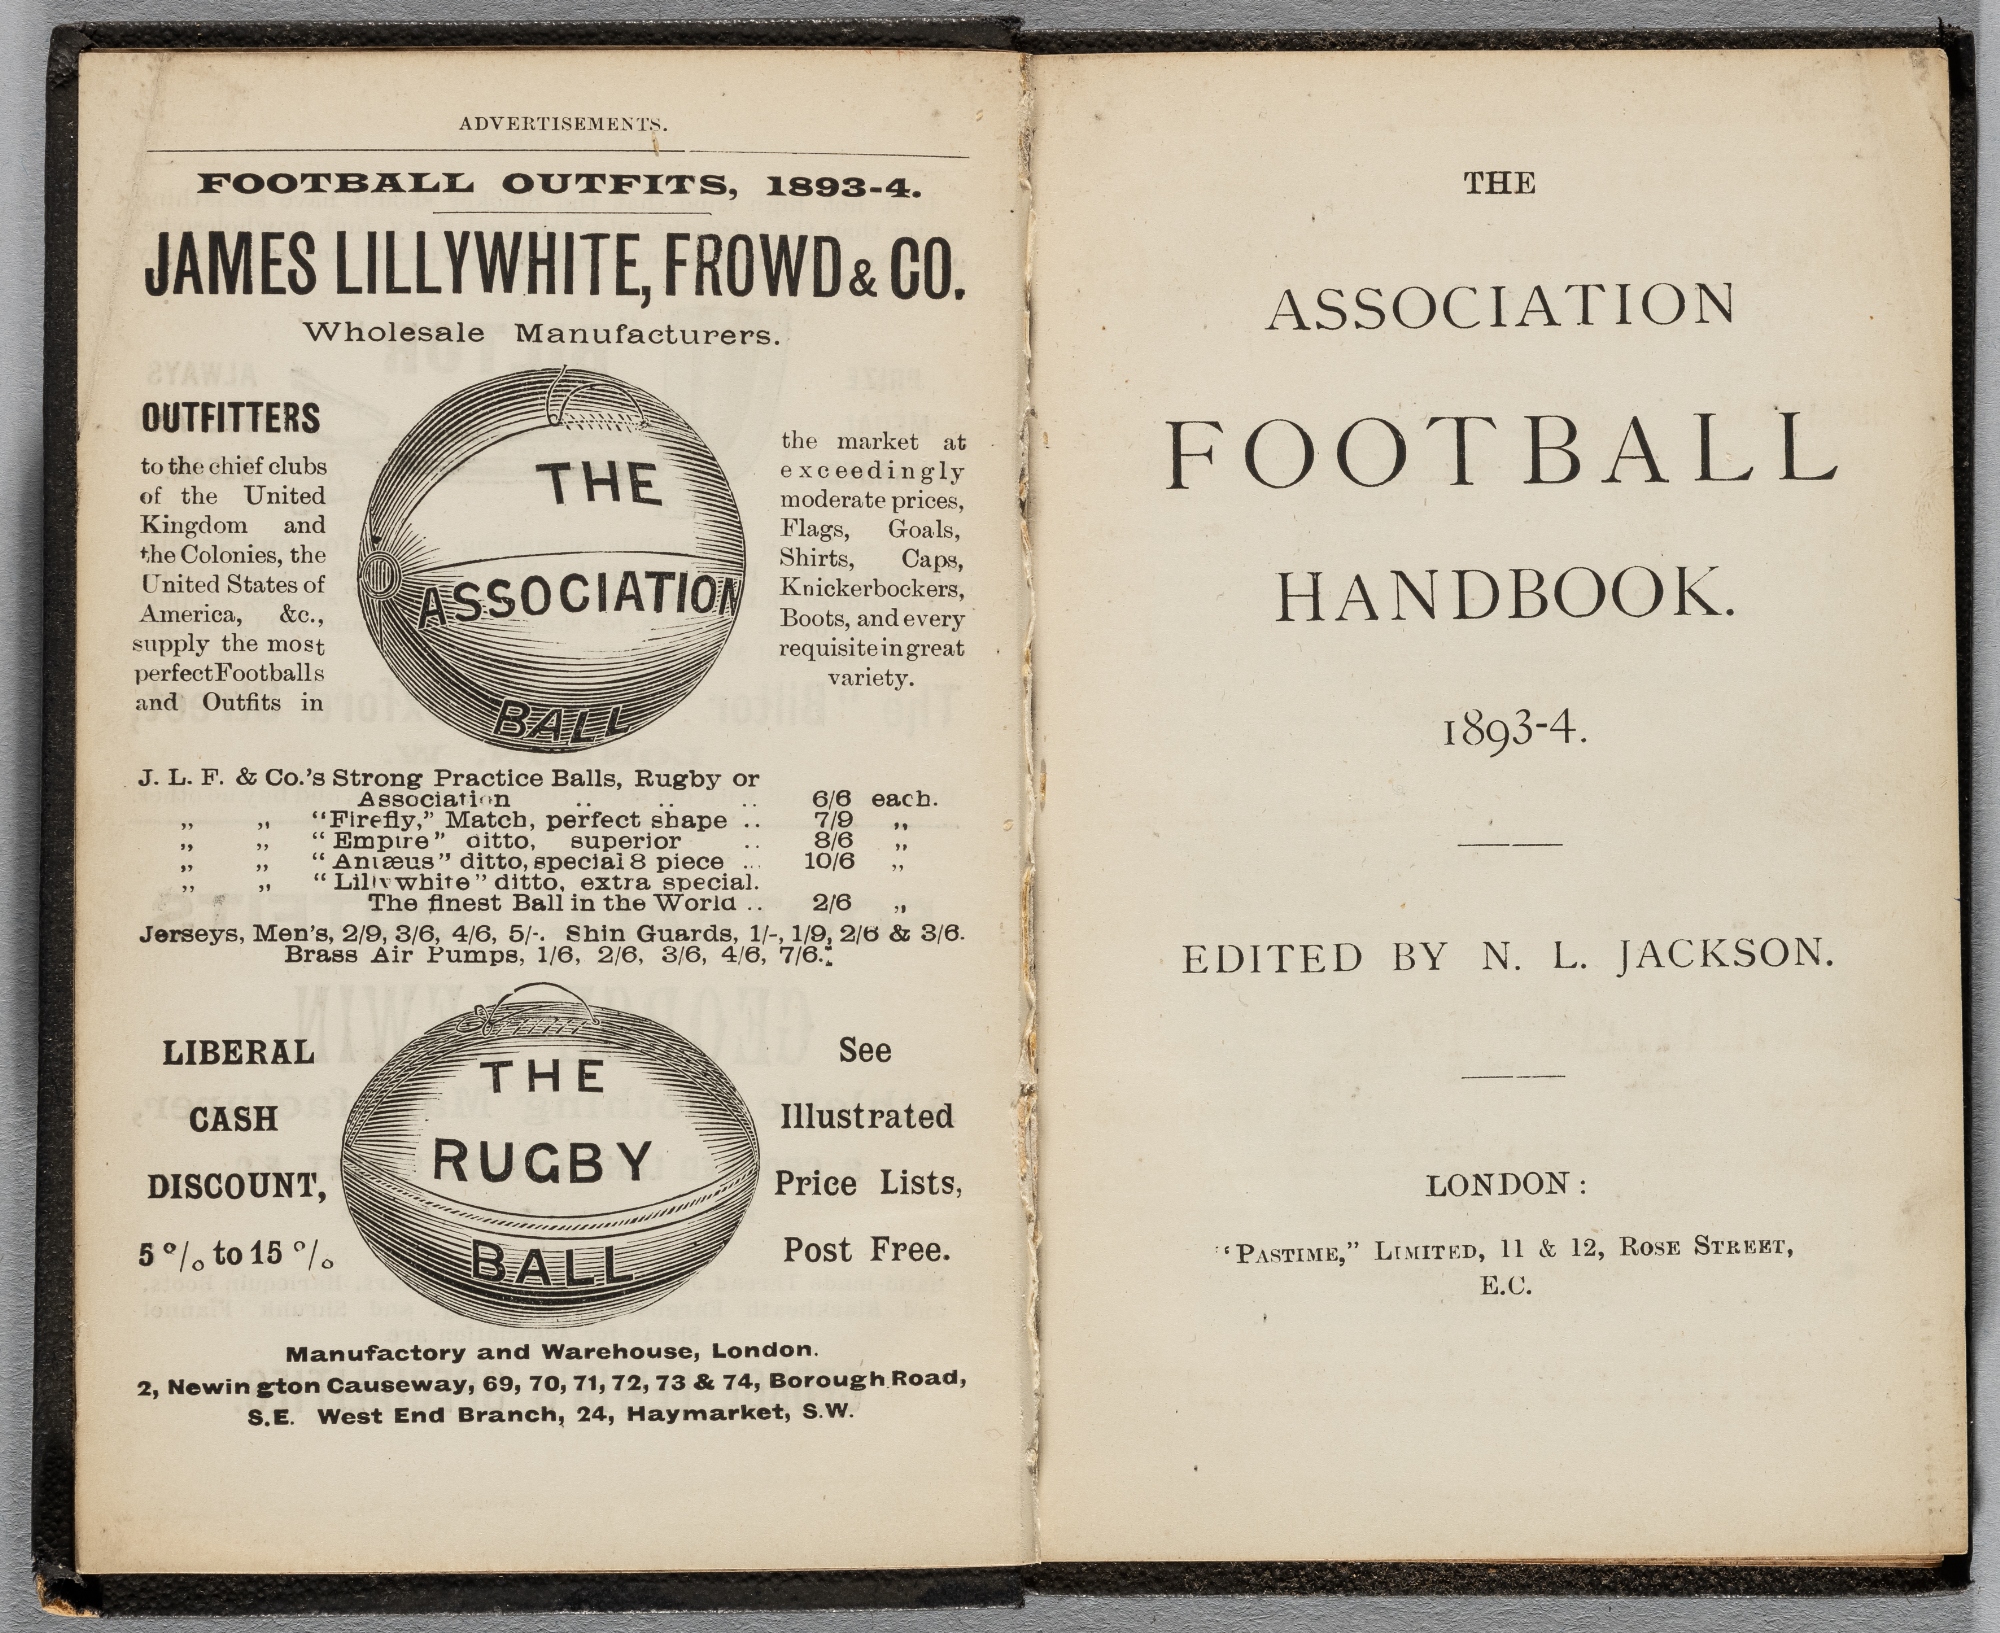 ADVERTISEMENTS.
FOOTBALL OUTFITS, 1893-4.
JAMES LILLYWHITE, FROWD & CO.
Wholesale Manufacturers.
OUTFITTERS
to the chief clubs
of the United
Kingdom and
the Colonies, the
United States of
America, &c.,
supply the most
perfect Footballs
and Outfits in
THE
ASSOCIATION
BALL
the market at
exceedingly
moderate prices,
Flags, Goals,
Shirts, Caps,
Knickerbockers,
Boots, and every
requisite in great
variety.
J. L. F. & Co.'s Strong Practice Balls, Rugby or
Association .. .. .. 6/6 each.
„ „ “Firefly,” Match, perfect shape .. 7/9 „
„ „ “Empire” ditto, superior .. 8/6 „
„ „ “Antæus” ditto, special 8 piece .. 10/6 „
„ „ “Lillywhite” ditto, extra special.
The finest Ball in the World .. 2/6 „
Jerseys, Men's, 2/9, 3/6, 4/6, 5/-. Shin Guards, 1/-, 1/9, 2/6 & 3/6.
Brass Air Pumps, 1/6, 2/6, 3/6, 4/6, 7/6.
LIBERAL
CASH
DISCOUNT,
5 % to 15 %
THE
RUGBY
BALL
See
Illustrated
Price Lists,
Post Free.
Manufactory and Warehouse, London.
2, Newington Causeway, 69, 70, 71, 72, 73 & 74, Borough Road,
S.E. West End Branch, 24, Haymarket, S.W.
THE
ASSOCIATION
FOOTBALL
HANDBOOK.
1893-4.
EDITED BY N. L. JACKSON.
LONDON:
“PASTIME,” LIMITED, 11 & 12, ROSE STREET,
E.C.